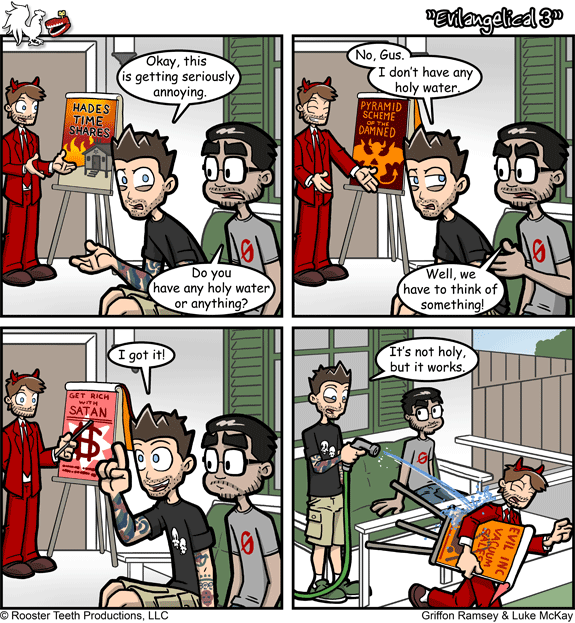 "Evilangelical 3"
Okay, this
is getting seriously
annoying.
HADES
TIME
SHARES
Do you
have any holy water
or anything?
No, Gus.
I don't have any
holy water.
PYRAMID
SCHEME
OF THE
DAMNED
Well, we
have to think of
something!
I got it!
GET RICH
WITH
SATAN
$
It's not holy,
but it works.
EVIL INC
VACUUM
SALES
© Rooster Teeth Productions, LLC
Griffon Ramsey & Luke McKay